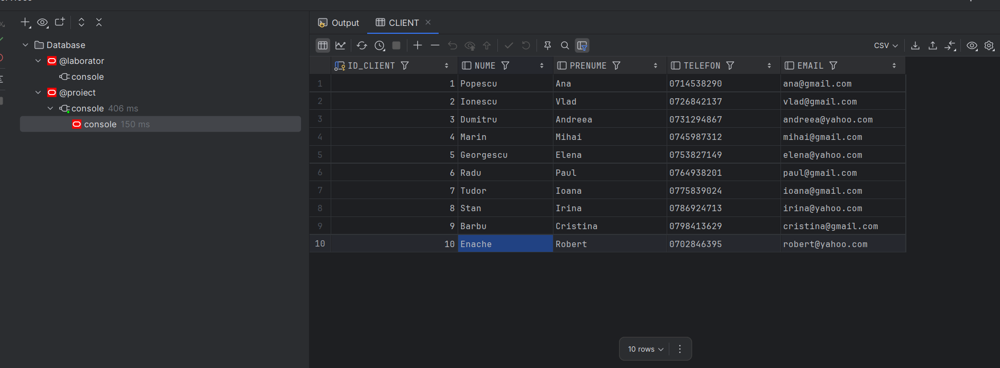 Output CLIENT
CSV
Database
@laborator
console
@proiect
console 406 ms
console 150 ms
ID_CLIENT NUME PRENUME TELEFON EMAIL
1 1 Popescu Ana 0714538290 ana@gmail.com
2 2 Ionescu Vlad 0726842137 vlad@gmail.com
3 3 Dumitru Andreea 0731294867 andreea@yahoo.com
4 4 Marin Mihai 0745987312 mihai@gmail.com
5 5 Georgescu Elena 0753827149 elena@yahoo.com
6 6 Radu Paul 0764938201 paul@gmail.com
7 7 Tudor Ioana 0775839024 ioana@gmail.com
8 8 Stan Irina 0786924713 irina@yahoo.com
9 9 Barbu Cristina 0798413629 cristina@gmail.com
10 10 Enache Robert 0702846395 robert@yahoo.com
10 rows